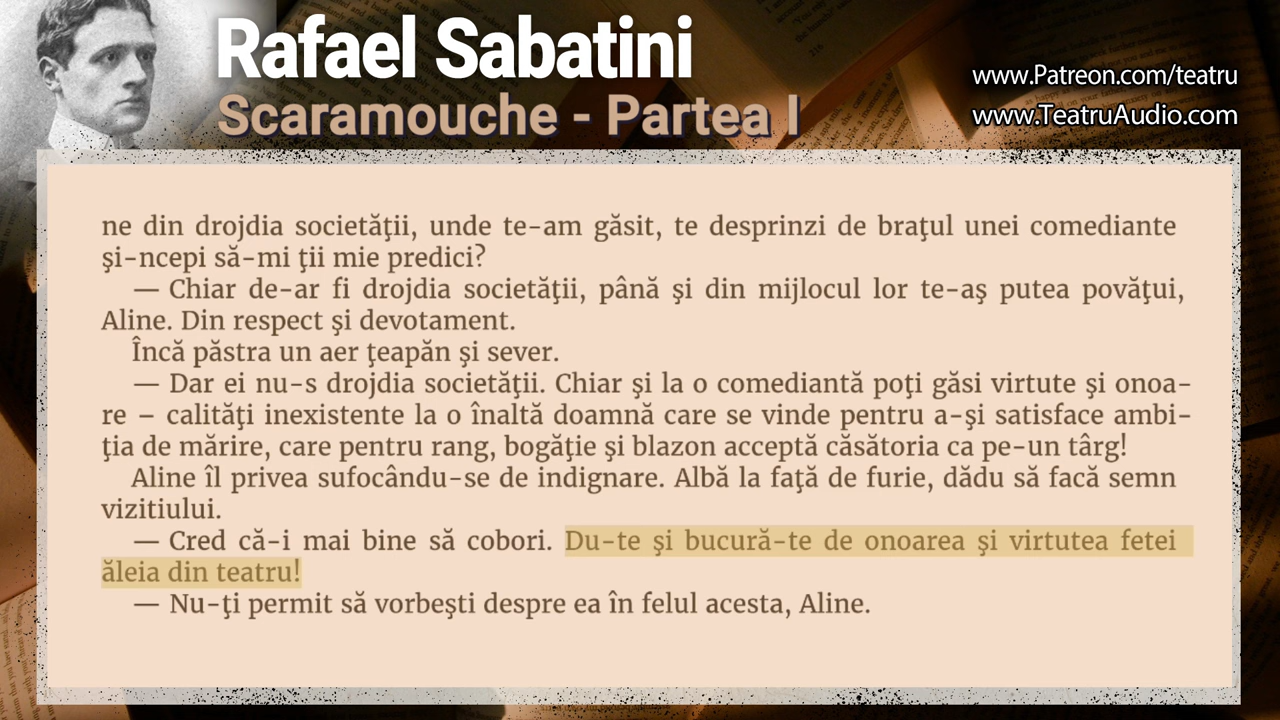 Rafael Sabatini
Scaramouche - Partea I
www.Patreon.com/teatru
www.TeatruAudio.com
ne din drojdia societăţii, unde te-am găsit, te desprinzi de braţul unei comediante
şi-ncepi să-mi ţii mie predici?
— Chiar de-ar fi drojdia societăţii, până şi din mijlocul lor te-aş putea povăţui,
Aline. Din respect şi devotament.
Încă păstra un aer ţeapăn şi sever.
— Dar ei nu-s drojdia societăţii. Chiar şi la o comediantă poţi găsi virtute şi onoa-
re – calităţi inexistente la o înaltă doamnă care se vinde pentru a-şi satisface ambi-
ţia de mărire, care pentru rang, bogăţie şi blazon acceptă căsătoria ca pe-un târg!
Aline îl privea sufocându-se de indignare. Albă la faţă de furie, dădu să facă semn
vizitiului.
— Cred că-i mai bine să cobori. Du-te şi bucură-te de onoarea şi virtutea fetei
ăleia din teatru!
— Nu-ţi permit să vorbeşti despre ea în felul acesta, Aline.